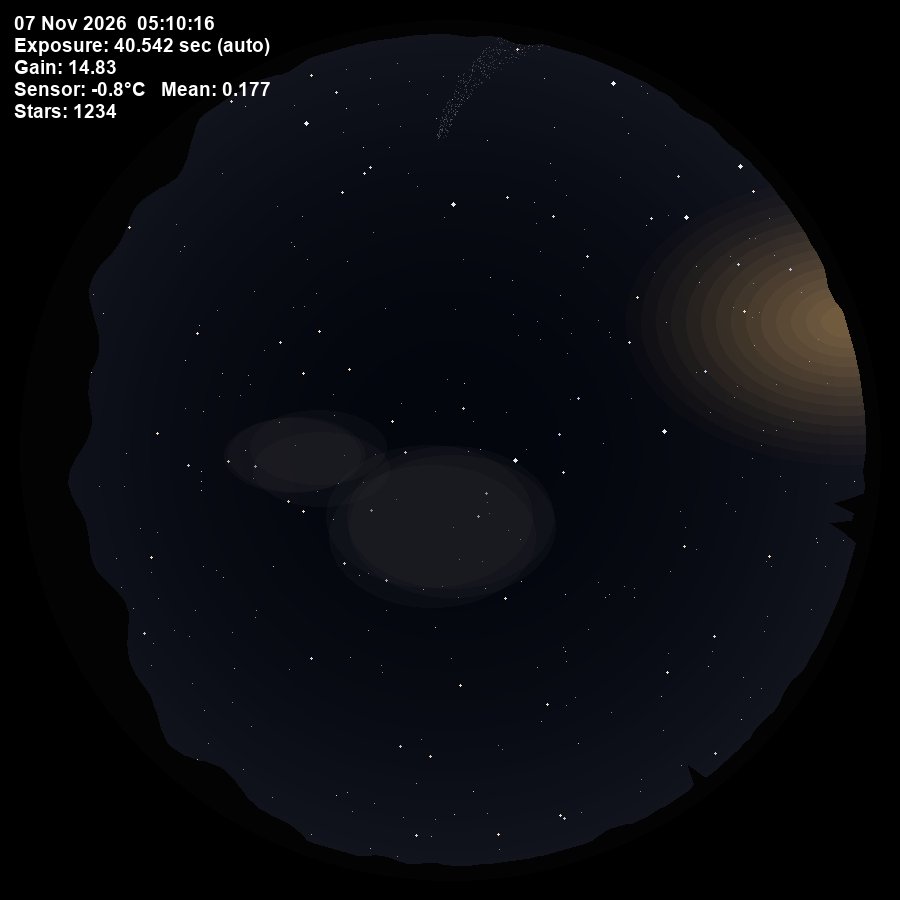 07 Nov 2026  05:10:16
Exposure: 40.542 sec (auto)
Gain: 14.83
Sensor: -0.8°C   Mean: 0.177
Stars: 1234